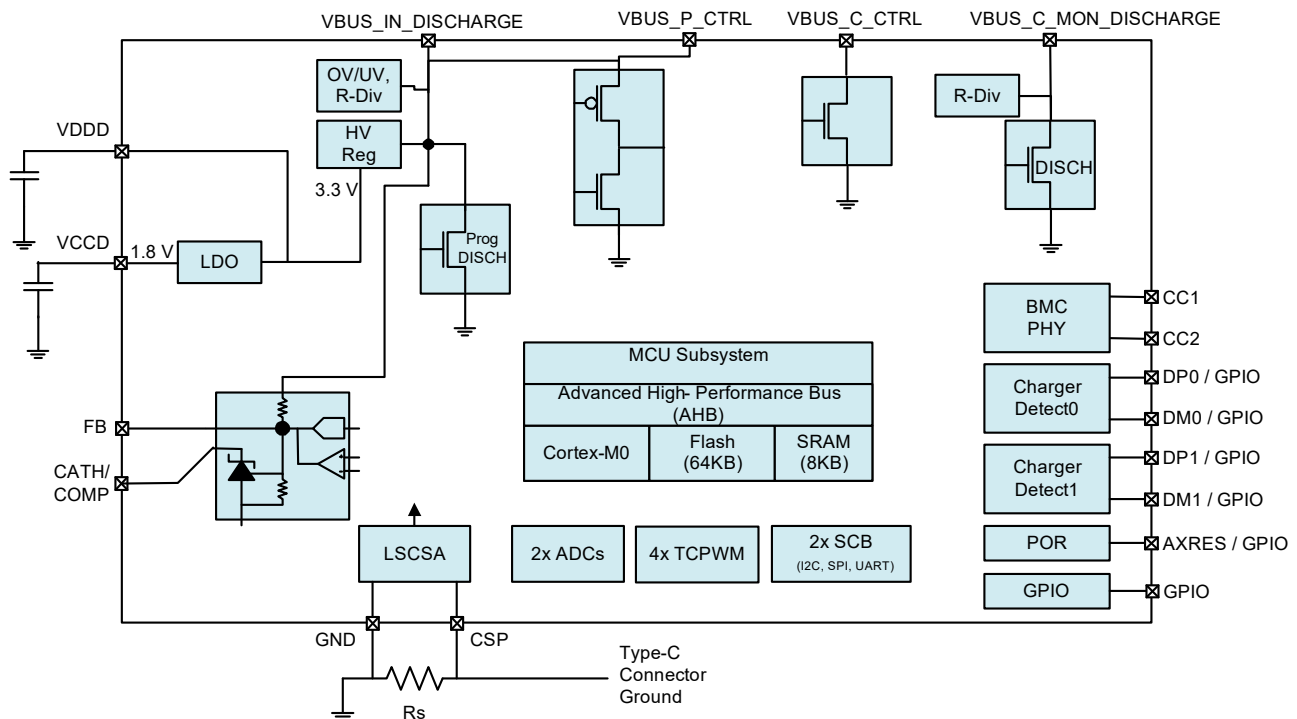 VBUS_IN_DISCHARGE
VBUS_P_CTRL
VBUS_C_CTRL
VBUS_C_MON_DISCHARGE
OV/UV,
R-Div
R-Div
VDDD
HV
Reg
3.3 V
DISCH
VCCD
1.8 V
LDO
Prog
DISCH
BMC
PHY
CC1
CC2
MCU Subsystem
Advanced High- Performance Bus
(AHB)
Cortex-M0
Flash
(64KB)
SRAM
(8KB)
Charger
Detect0
DP0 / GPIO
DM0 / GPIO
FB
CATH/
COMP
Charger
Detect1
DP1 / GPIO
DM1 / GPIO
LSCSA
2x ADCs
4x TCPWM
2x SCB
(I2C, SPI, UART)
POR
AXRES / GPIO
GPIO
GPIO
GND
CSP
Type-C
Connector
Ground
Rs